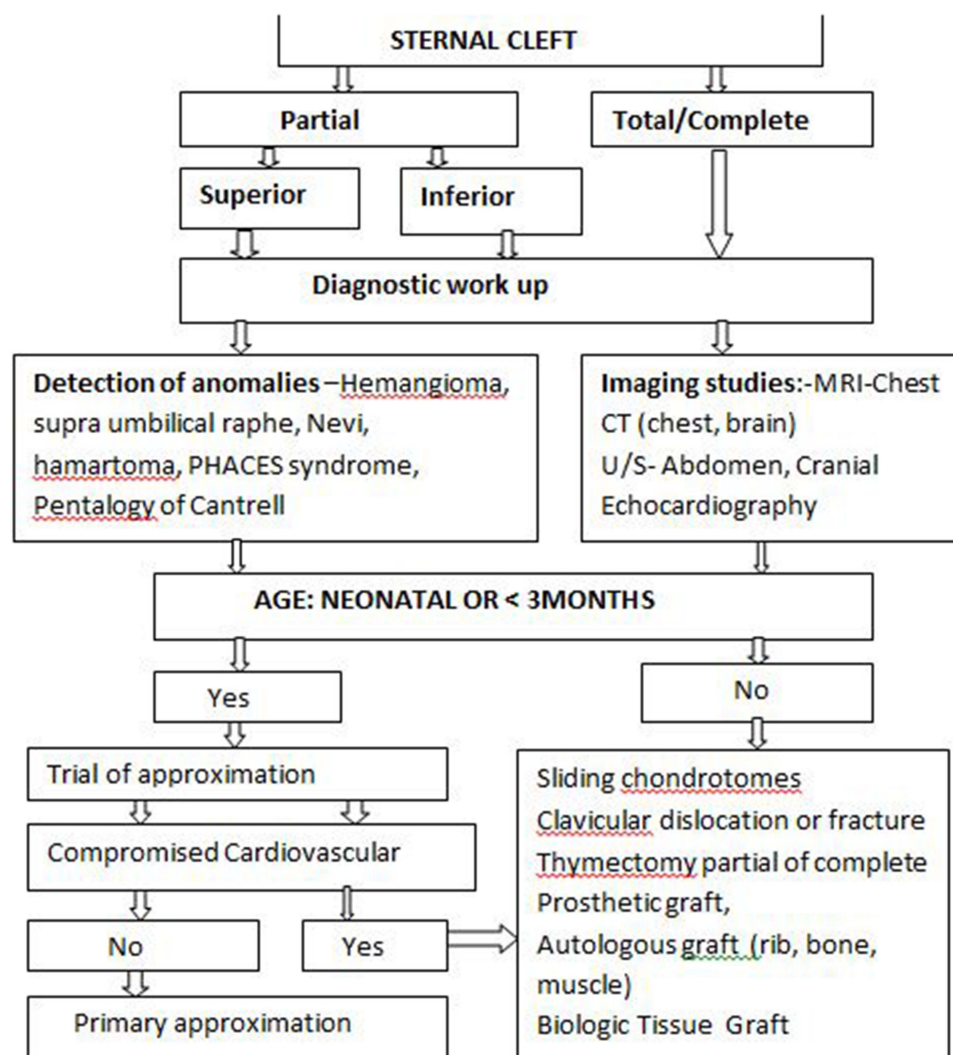 STERNAL CLEFT
Partial
Total/Complete
Superior
Inferior
Diagnostic work up
Detection of anomalies –Hemangioma,
supra umbilical raphe, Nevi,
hamartoma, PHACES syndrome,
Pentalogy of Cantrell
Imaging studies:-MRI-Chest
CT (chest, brain)
U/S- Abdomen, Cranial
Echocardiography
AGE: NEONATAL OR < 3MONTHS
Yes
No
Trial of approximation
Compromised Cardiovascular
No
Yes
Primary approximation
Sliding chondrotomes
Clavicular dislocation or fracture
Thymectomy partial of complete
Prosthetic graft,
Autologous graft (rib, bone,
muscle)
Biologic Tissue Graft